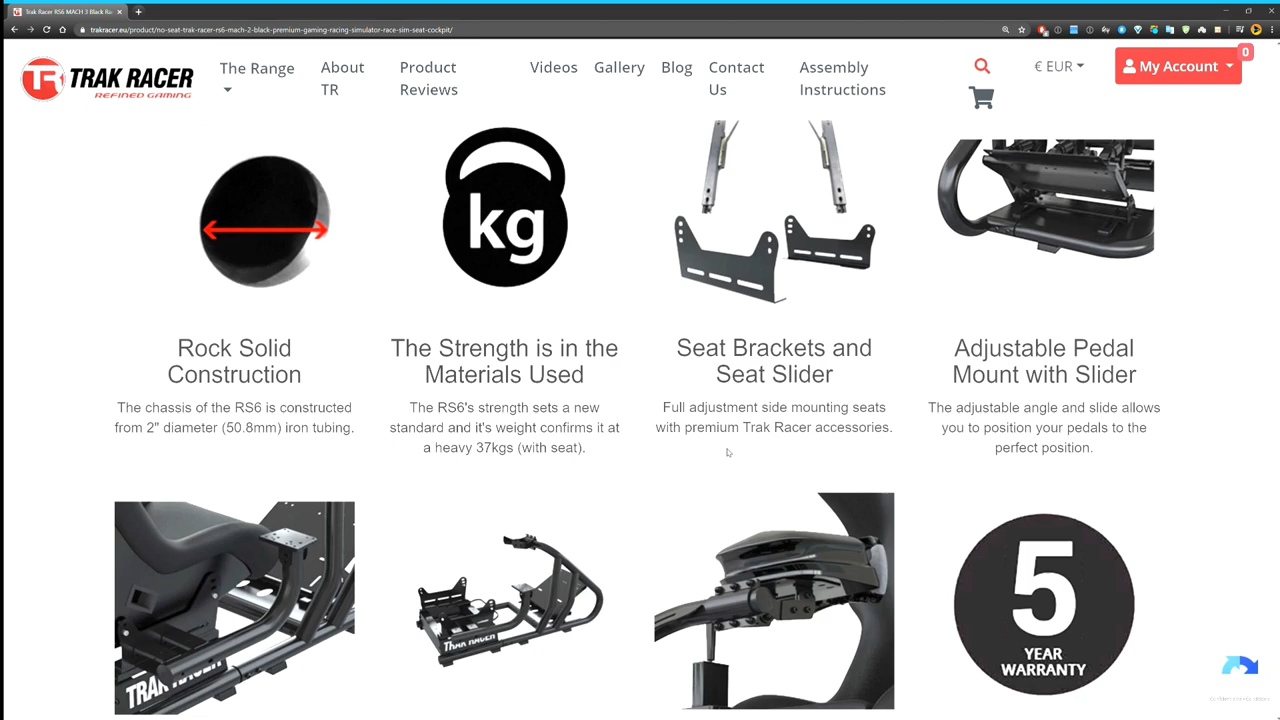 Trak Racer RS6 MACH 3 Black Ra
trakracer.eu/product/no-seat-trak-racer-rs6-mach-2-black-premium-gaming-racing-simulator-race-sim-seat-cockpit/
TR TRAK RACER
REFINED GAMING
The Range
About TR
Product Reviews
Videos
Gallery
Blog
Contact Us
Assembly Instructions
€ EUR
My Account
0
kg
Rock Solid
Construction
The chassis of the RS6 is constructed
from 2" diameter (50.8mm) iron tubing.
The Strength is in the
Materials Used
The RS6's strength sets a new
standard and it's weight confirms it at
a heavy 37kgs (with seat).
Seat Brackets and
Seat Slider
Full adjustment side mounting seats
with premium Trak Racer accessories.
Adjustable Pedal
Mount with Slider
The adjustable angle and slide allows
you to position your pedals to the
perfect position.
TRAK RACER
TRAK RACER
5
YEAR
WARRANTY